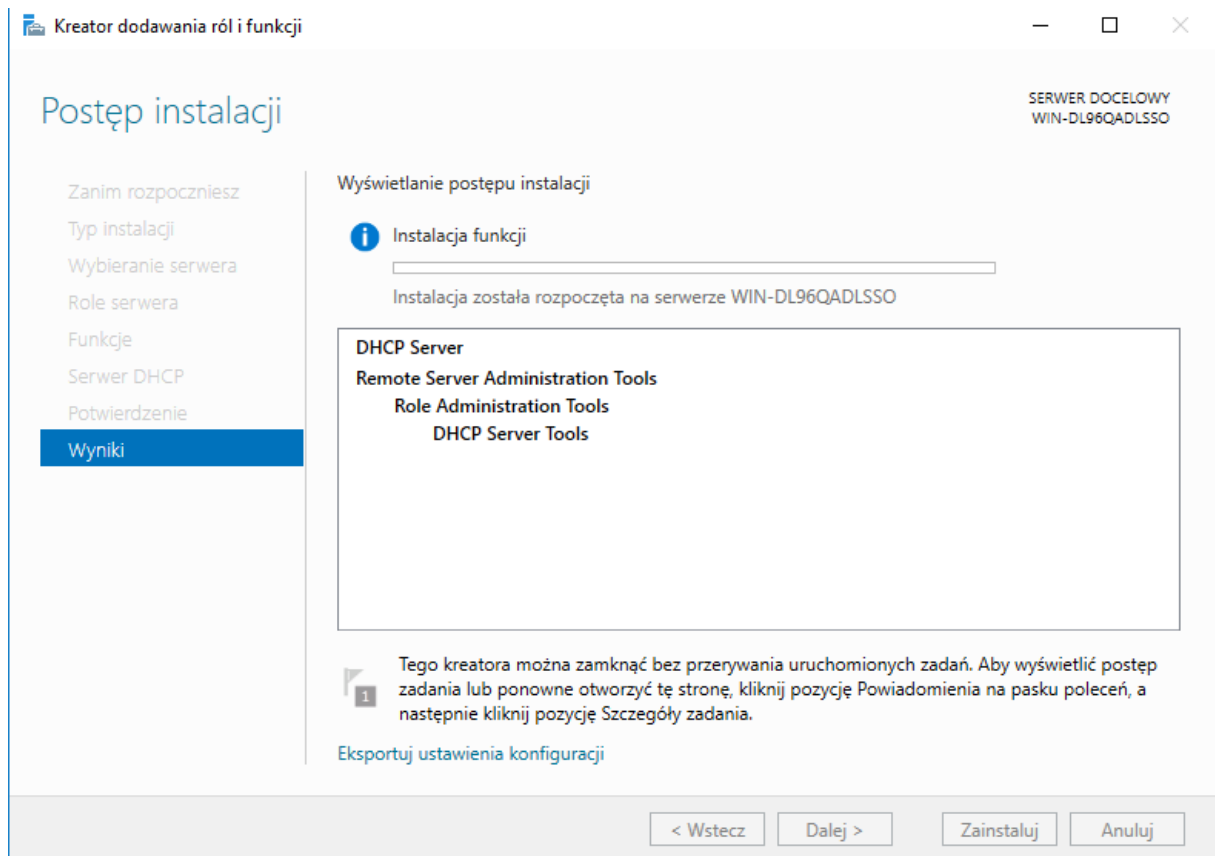 Kreator dodawania ról i funkcji
Postęp instalacji
SERWER DOCELOWY
WIN-DL96QADLSSO
Zanim rozpoczniesz
Typ instalacji
Wybieranie serwera
Role serwera
Funkcje
Serwer DHCP
Potwierdzenie
Wyniki
Wyświetlanie postępu instalacji
Instalacja funkcji
Instalacja została rozpoczęta na serwerze WIN-DL96QADLSSO
DHCP Server
Remote Server Administration Tools
Role Administration Tools
DHCP Server Tools
1
Tego kreatora można zamknąć bez przerywania uruchomionych zadań. Aby wyświetlić postęp
zadania lub ponowne otworzyć tę stronę, kliknij pozycję Powiadomienia na pasku poleceń, a
następnie kliknij pozycję Szczegóły zadania.
Eksportuj ustawienia konfiguracji
< Wstecz
Dalej >
Zainstaluj
Anuluj